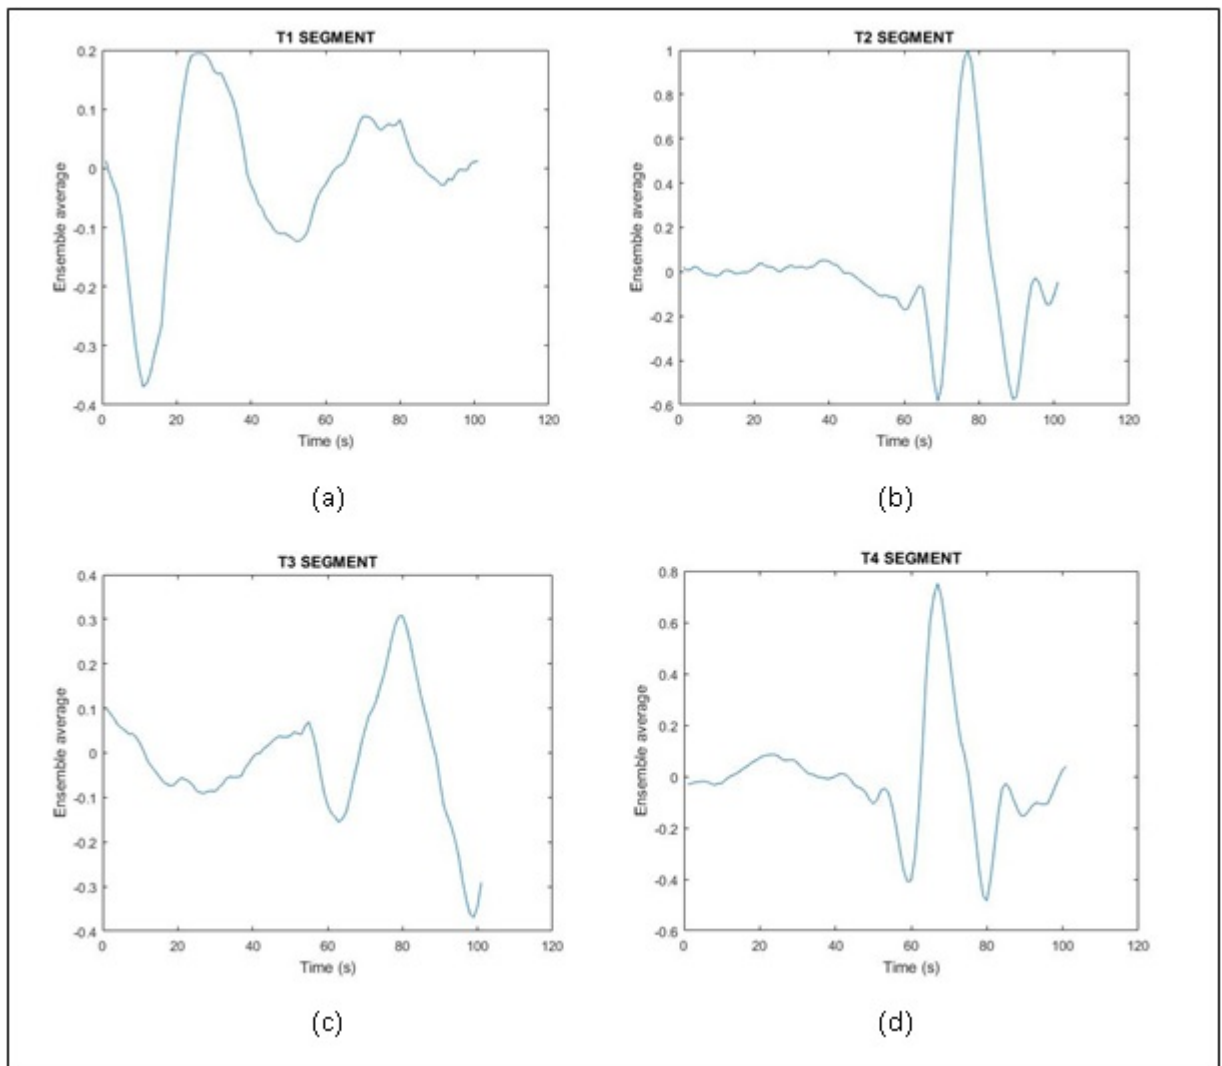 T1 SEGMENT
0.2
0.1
0
-0.1
-0.2
-0.3
-0.4
Ensemble average
0 20 40 60 80 100 120
Time (s)
(a)
T2 SEGMENT
1
0.8
0.6
0.4
0.2
0
-0.2
-0.4
-0.6
Ensemble average
0 20 40 60 80 100 120
Time (s)
(b)
T3 SEGMENT
0.4
0.3
0.2
0.1
0
-0.1
-0.2
-0.3
-0.4
Ensemble average
0 20 40 60 80 100 120
Time (s)
(c)
T4 SEGMENT
0.8
0.6
0.4
0.2
0
-0.2
-0.4
-0.6
Ensemble average
0 20 40 60 80 100 120
Time (s)
(d)